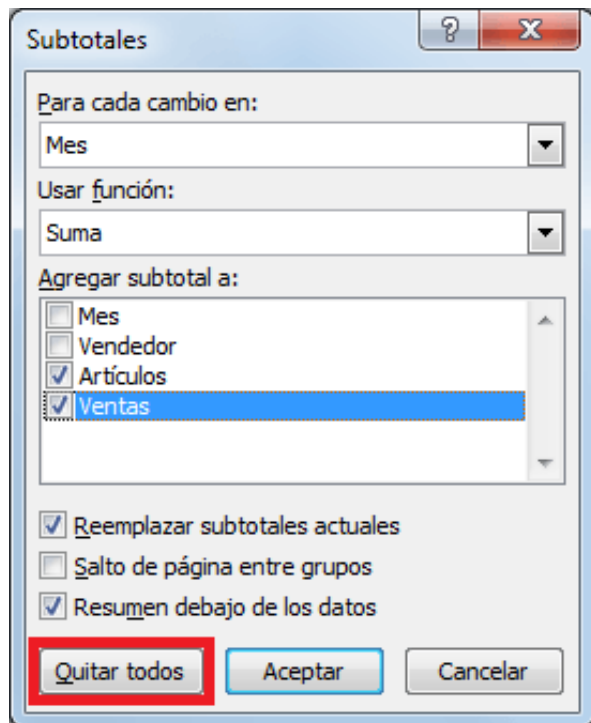 Subtotales
Para cada cambio en:
Mes
Usar función:
Suma
Agregar subtotal a:
Mes
Vendedor
Artículos
Ventas
Reemplazar subtotales actuales
Salto de página entre grupos
Resumen debajo de los datos
Quitar todos Aceptar Cancelar